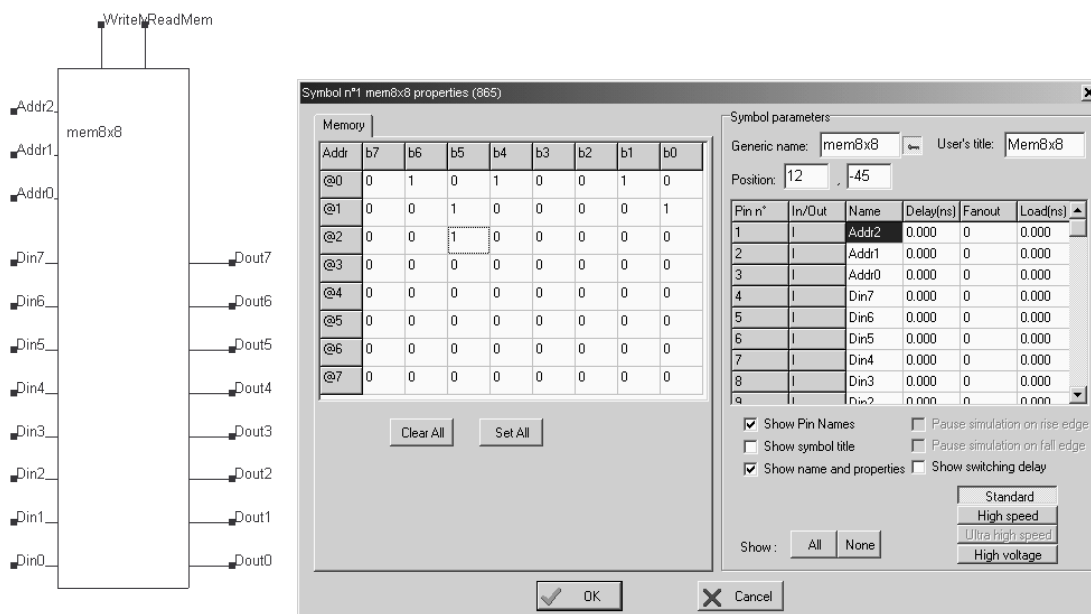 WriteMReadMem
Addr2
mem8x8
Addr1
Addr0
Din7
Dout7
Din6
Dout6
Din5
Dout5
Din4
Dout4
Din3
Dout3
Din2
Dout2
Din1
Dout1
Din0
Dout0
Symbol n°1 mem8x8 properties (865)
Memory
Addr b7 b6 b5 b4 b3 b2 b1 b0
@0 0 1 0 1 0 0 1 0
@1 0 0 1 0 0 0 0 1
@2 0 0 1 0 0 0 0 0
@3 0 0 0 0 0 0 0 0
@4 0 0 0 0 0 0 0 0
@5 0 0 0 0 0 0 0 0
@6 0 0 0 0 0 0 0 0
@7 0 0 0 0 0 0 0 0
Clear All Set All
Symbol parameters
Generic name: mem8x8 User's title: Mem8x8
Position: 12 , -45
Pin n° In/Out Name Delay(ns) Fanout Load(ns)
1 I Addr2 0.000 0 0.000
2 I Addr1 0.000 0 0.000
3 I Addr0 0.000 0 0.000
4 I Din7 0.000 0 0.000
5 I Din6 0.000 0 0.000
6 I Din5 0.000 0 0.000
7 I Din4 0.000 0 0.000
8 I Din3 0.000 0 0.000
9 I Din2 0.000 0 0.000
Show Pin Names Pause simulation on rise edge
Show symbol title Pause simulation on fall edge
Show name and properties Show switching delay
Standard
High speed
Ultra high speed
High voltage
Show : All None
OK Cancel